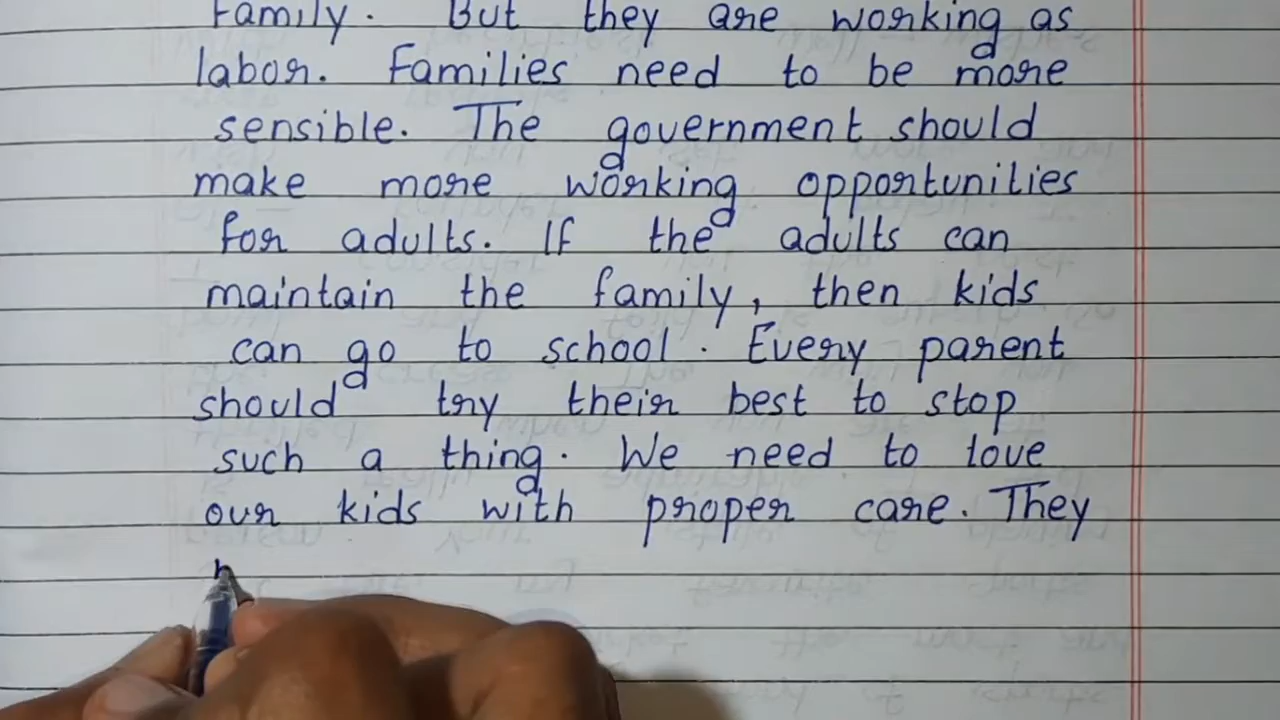 Family. But they are working as
labor. Families need to be more
sensible. The government should
make more working opportunities
for adults. If the adults can
maintain the family, then kids
can go to school. Every parent
should try their best to stop
such a thing. We need to love
our kids with proper care. They